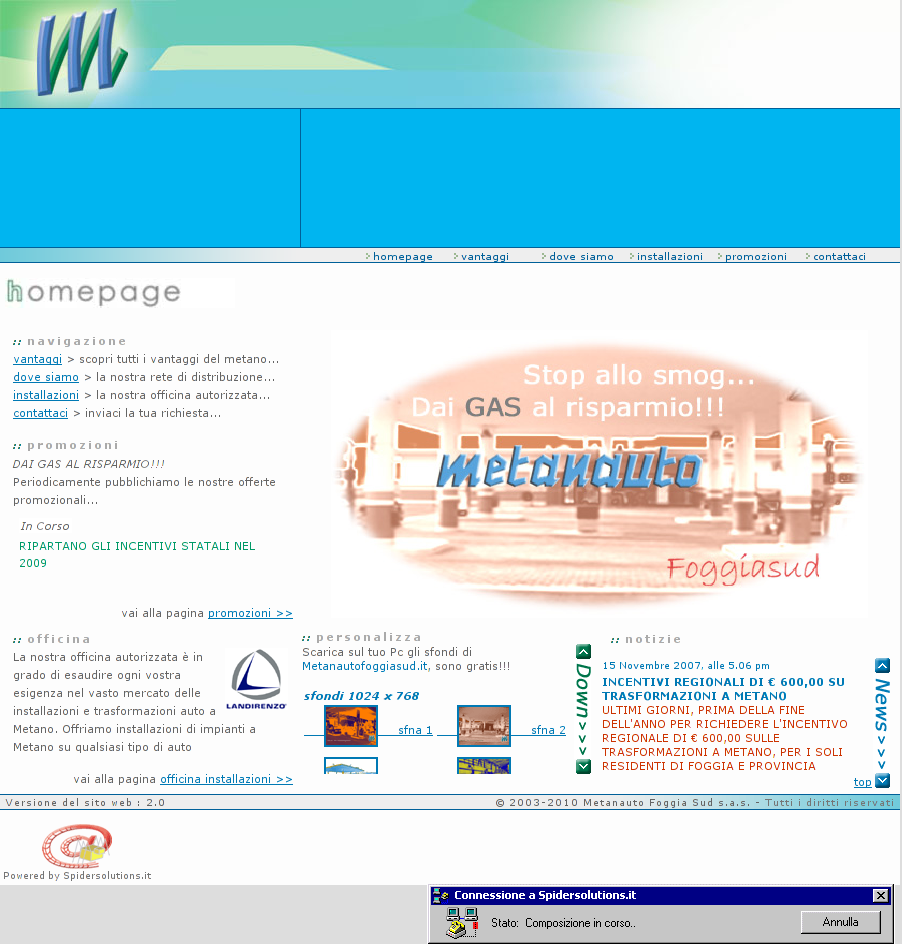 homepage
vantaggi
dove siamo
installazioni
promozioni
contattaci
homepage
:: navigazione
vantaggi > scopri tutti i vantaggi del metano...
dove siamo > la nostra rete di distribuzione...
installazioni > la nostra officina autorizzata...
contattaci > inviaci la tua richiesta...
:: promozioni
DAI GAS AL RISPARMIO!!!
Periodicamente pubblichiamo le nostre offerte
promozionali...
In Corso
RIPARTANO GLI INCENTIVI STATALI NEL
2009
vai alla pagina promozioni >>
Stop allo smog...
Dai GAS al risparmio!!!
metanauto
Foggiasud
:: officina
La nostra officina autorizzata è in
grado di esaudire ogni vostra
esigenza nel vasto mercato delle
installazioni e trasformazioni auto a
Metano. Offriamo installazioni di impianti a
Metano su qualsiasi tipo di auto
LANDIRENZO
vai alla pagina officina installazioni >>
:: personalizza
Scarica sul tuo Pc gli sfondi di
Metanautofoggiasud.it, sono gratis!!!
sfondi 1024 x 768
sfna 1
sfna 2
Down > > >
:: notizie
15 Novembre 2007, alle 5.06 pm
INCENTIVI REGIONALI DI € 600,00 SU
TRASFORMAZIONI A METANO
ULTIMI GIORNI, PRIMA DELLA FINE
DELL'ANNO PER RICHIEDERE L'INCENTIVO
REGIONALE DI € 600,00 SULLE
TRASFORMAZIONI A METANO, PER I SOLI
RESIDENTI DI FOGGIA E PROVINCIA
top
News > > >
Versione del sito web : 2.0
© 2003-2010 Metanauto Foggia Sud s.a.s. - Tutti i diritti riservati
Powered by Spidersolutions.it
Connessione a Spidersolutions.it
Stato: Composizione in corso..
Annulla